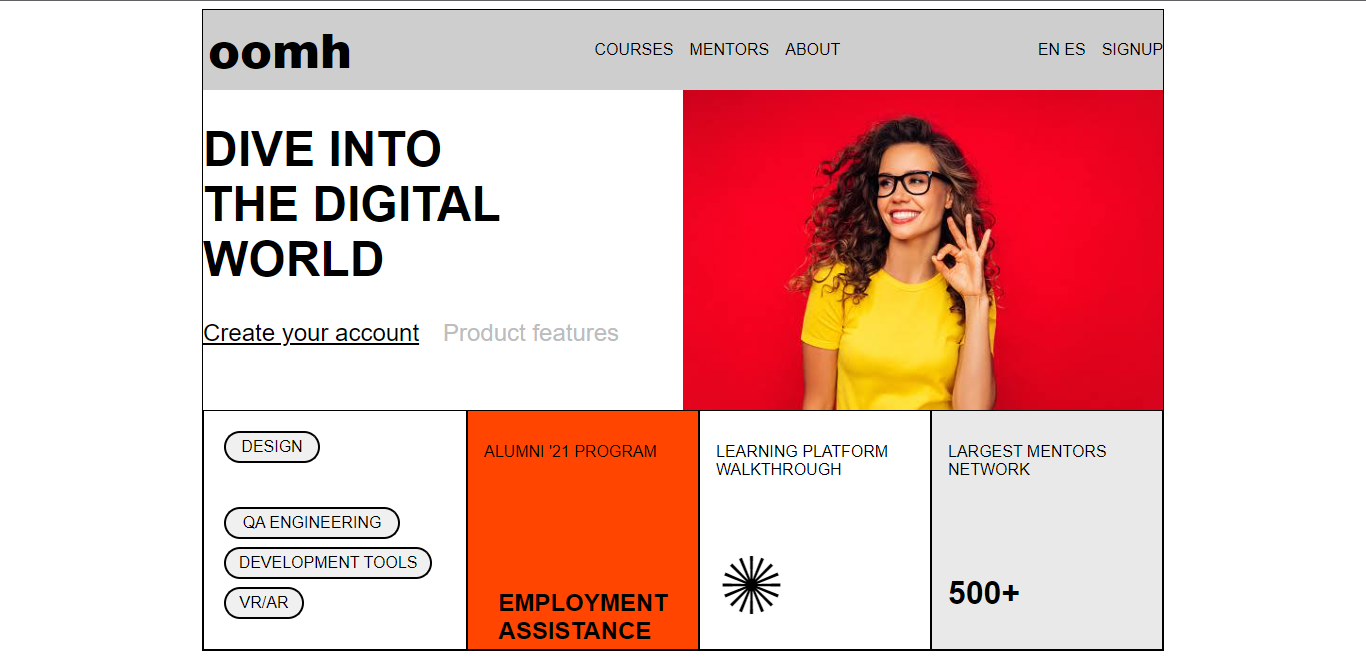 oomh
COURSES MENTORS ABOUT
EN ES SIGNUP
DIVE INTO
THE DIGITAL
WORLD
Create your account Product features
DESIGN
QA ENGINEERING
DEVELOPMENT TOOLS
VR/AR
ALUMNI '21 PROGRAM
EMPLOYMENT
ASSISTANCE
LEARNING PLATFORM
WALKTHROUGH
LARGEST MENTORS
NETWORK
500+